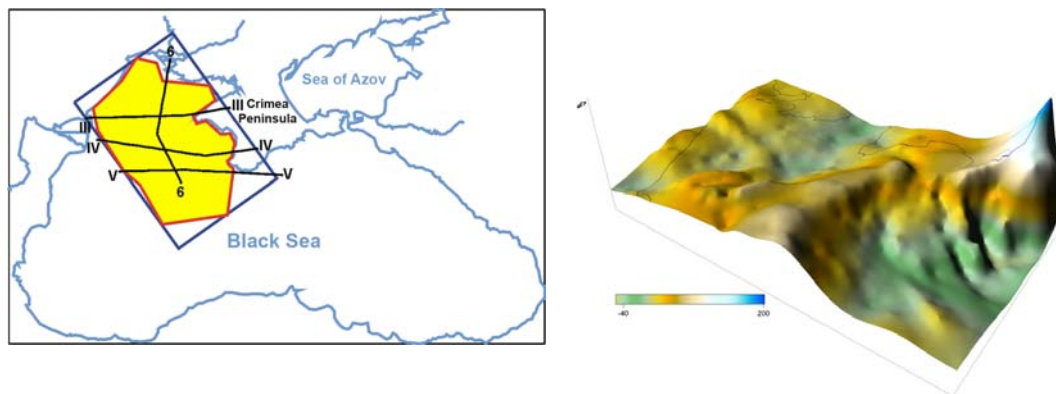 6
Sea of Azov
III Crimea
Peninsula
III
IV
IV
V
V
6
Black Sea
-40
200